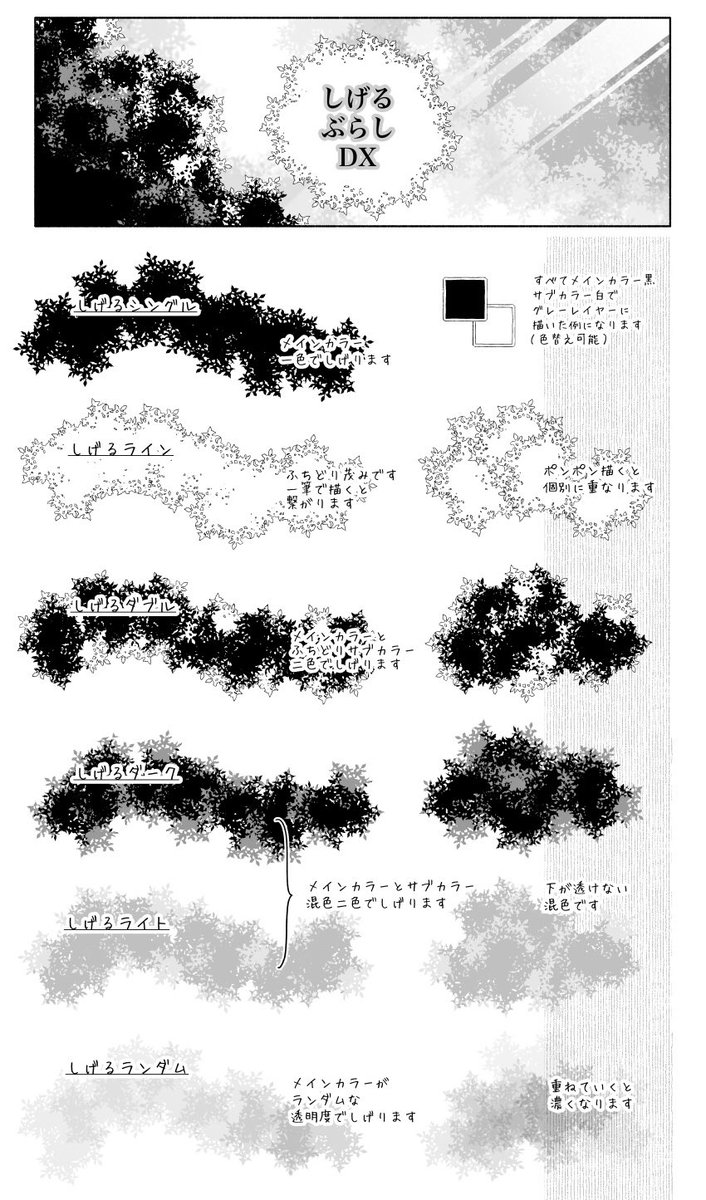 しげる
ぶらし
DX
しげるシングル
メインカラー
一色でしげります
すべてメインカラー黒
サブカラー白で
グレーレイヤーに
描いた例になります
(色替え可能)
しげるライン
ふちどり茂みです
一筆で描くと
繋がります
ポンポン描くと
個別に重なります
しげるダブル
メインカラーと
ふちどりサブカラー
二色でしげります
しげるダーク
メインカラーとサブカラー
混色二色でしげります
下が透けない
混色です
しげるライト
しげるランダム
メインカラーが
ランダムな
透明度でしげります
重ねていくと
濃くなります